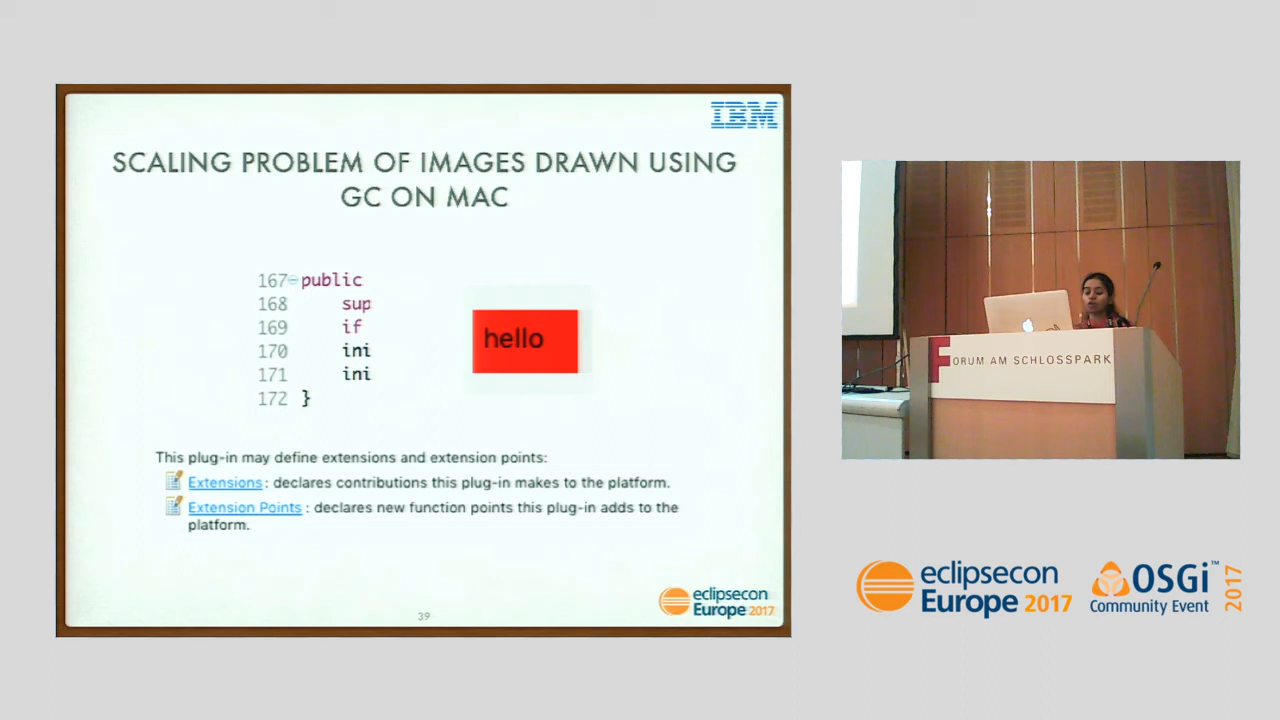 IBM
SCALING PROBLEM OF IMAGES DRAWN USING
GC ON MAC
167 public
168 sup
169 if
170 ini
171 ini
172 }
hello
This plug-in may define extensions and extension points:
Extensions : declares contributions this plug-in makes to the platform.
Extension Points : declares new function points this plug-in adds to the
platform.
39
eclipsecon
Europe 2017
FORUM AM SCHLOSSPARK
eclipsecon
Europe 2017
OSGi™
Community Event
2017